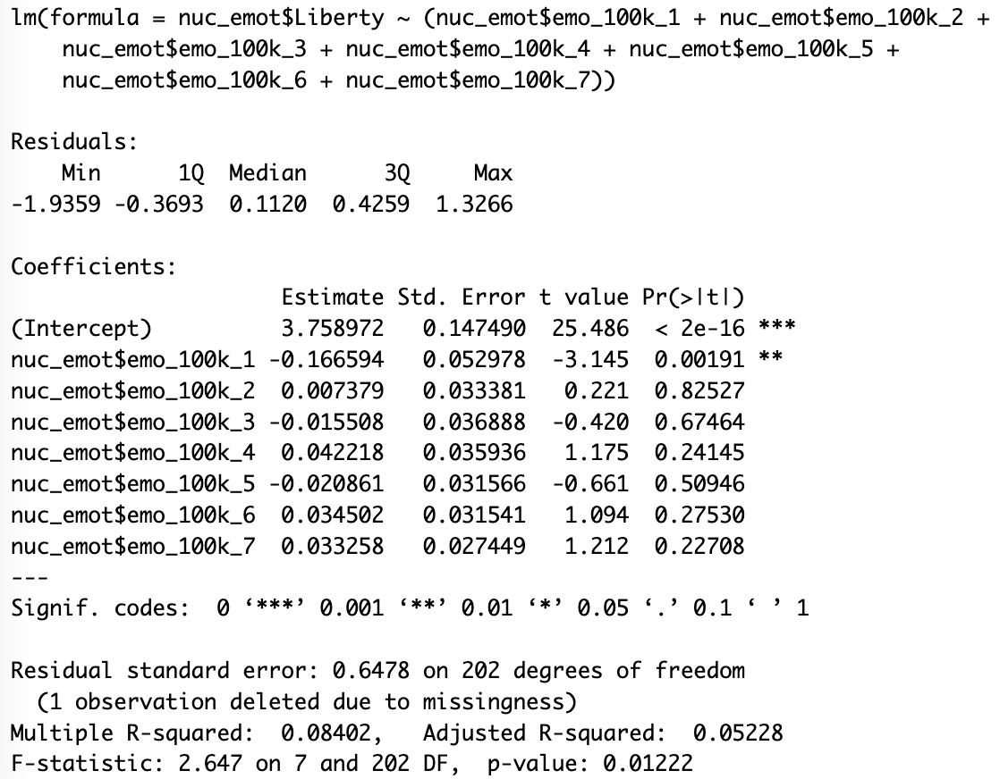 lm(formula = nuc_emot$Liberty ~ (nuc_emot$emo_100k_1 + nuc_emot$emo_100k_2 +
    nuc_emot$emo_100k_3 + nuc_emot$emo_100k_4 + nuc_emot$emo_100k_5 +
    nuc_emot$emo_100k_6 + nuc_emot$emo_100k_7))

Residuals:
    Min      1Q  Median      3Q     Max
-1.9359 -0.3693  0.1120  0.4259  1.3266

Coefficients:
                     Estimate Std. Error t value Pr(>|t|)
(Intercept)          3.758972   0.147490  25.486  < 2e-16 ***
nuc_emot$emo_100k_1 -0.166594   0.052978  -3.145  0.00191 **
nuc_emot$emo_100k_2  0.007379   0.033381   0.221  0.82527
nuc_emot$emo_100k_3 -0.015508   0.036888  -0.420  0.67464
nuc_emot$emo_100k_4  0.042218   0.035936   1.175  0.24145
nuc_emot$emo_100k_5 -0.020861   0.031566  -0.661  0.50946
nuc_emot$emo_100k_6  0.034502   0.031541   1.094  0.27530
nuc_emot$emo_100k_7  0.033258   0.027449   1.212  0.22708
---
Signif. codes:  0 ‘***’ 0.001 ‘**’ 0.01 ‘*’ 0.05 ‘.’ 0.1 ‘ ’ 1

Residual standard error: 0.6478 on 202 degrees of freedom
  (1 observation deleted due to missingness)
Multiple R-squared:  0.08402,   Adjusted R-squared:  0.05228
F-statistic: 2.647 on 7 and 202 DF,  p-value: 0.01222